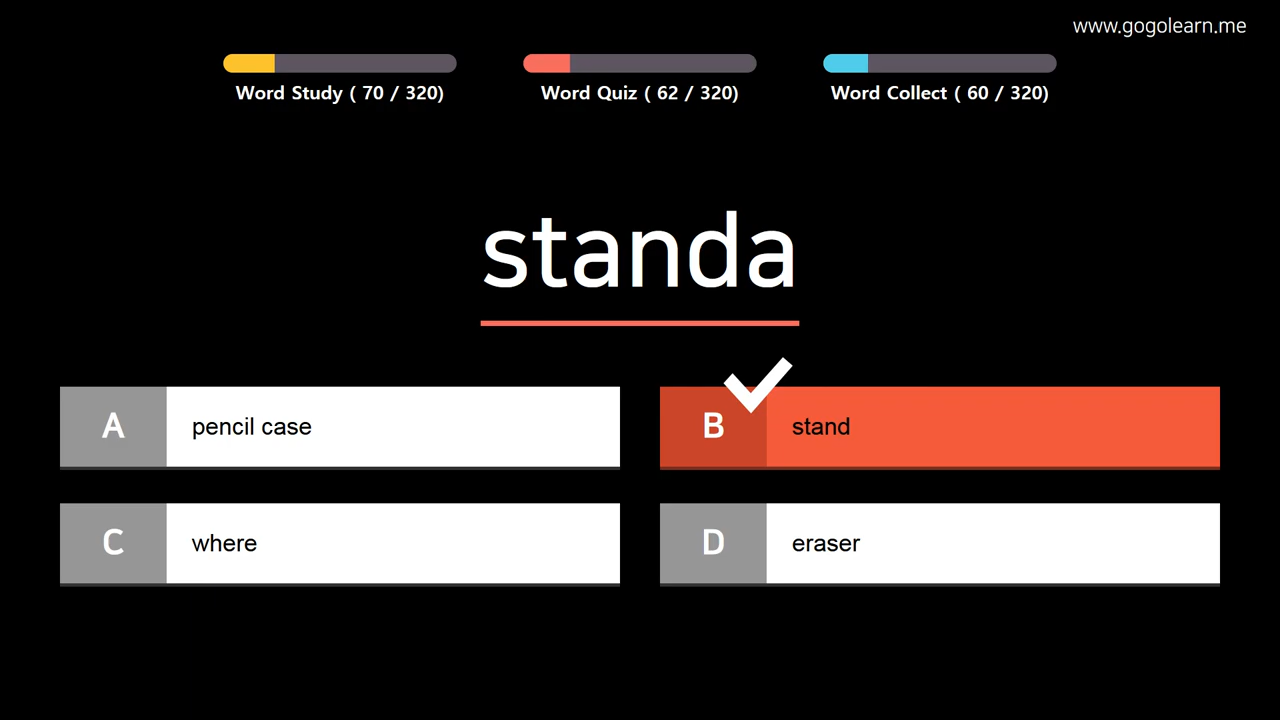 www.gogolearn.me
Word Study ( 70 / 320)
Word Quiz ( 62 / 320)
Word Collect ( 60 / 320)
standa
A pencil case
B stand
C where
D eraser